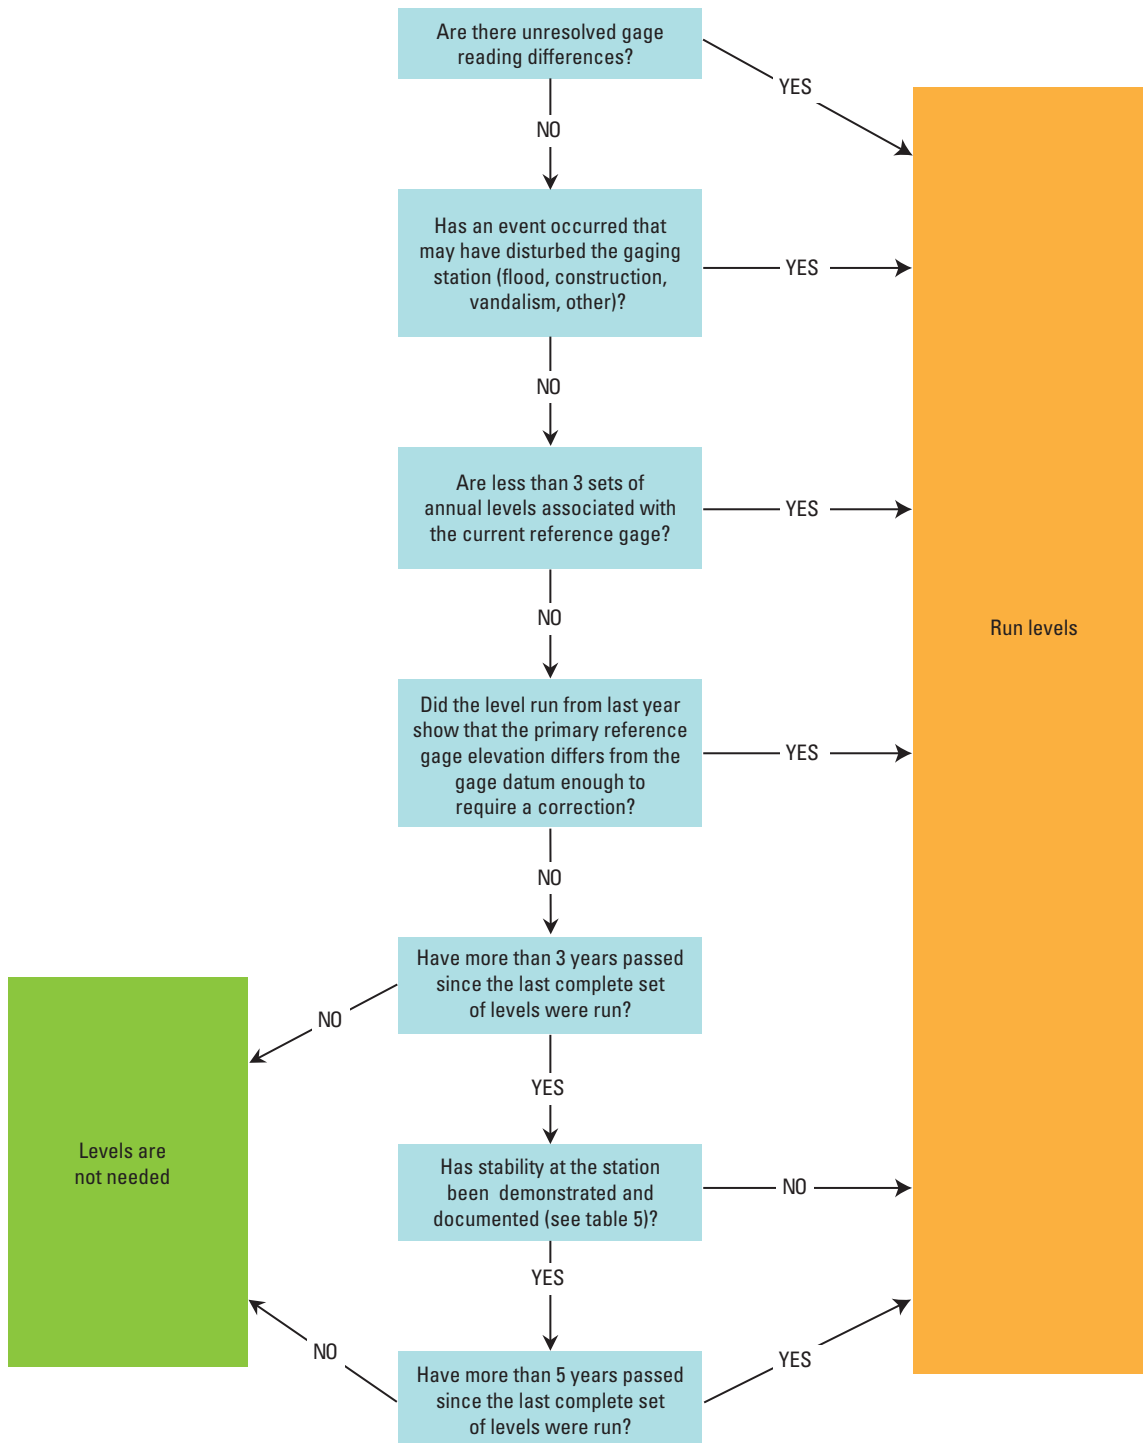 Are there unresolved gage
reading differences?
YES
NO
Has an event occurred that
may have disturbed the gaging
station (flood, construction,
vandalism, other)?
YES
NO
Are less than 3 sets of
annual levels associated with
the current reference gage?
YES
NO
Run levels
Did the level run from last year
show that the primary reference
gage elevation differs from the
gage datum enough to
require a correction?
YES
NO
Have more than 3 years passed
since the last complete set
of levels were run?
NO
YES
Levels are
not needed
Has stability at the station
been demonstrated and
documented (see table 5)?
NO
YES
Have more than 5 years passed
since the last complete set
of levels were run?
NO
YES